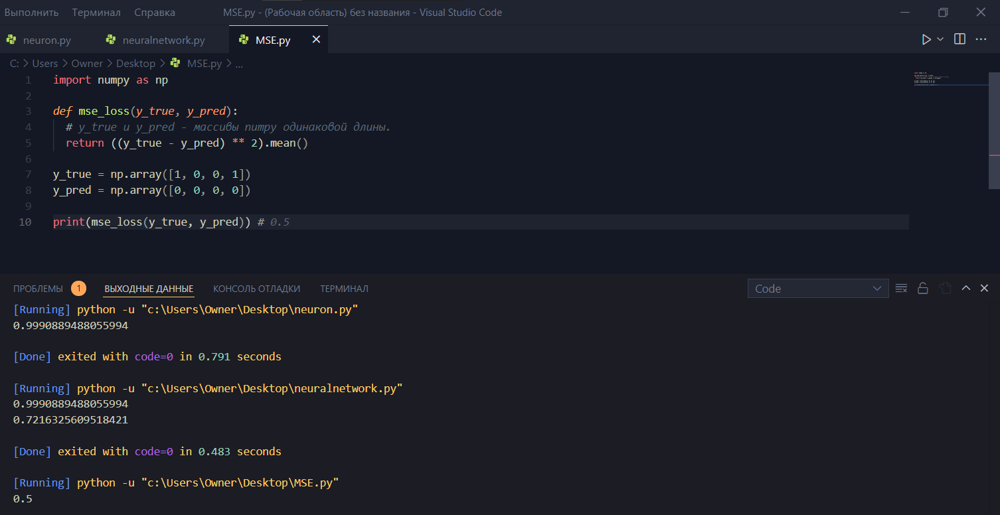 Выполнить Терминал Справка MSE.py - (Рабочая область) без названия - Visual Studio Code
neuron.py neuralnetwork.py MSE.py
C: > Users > Owner > Desktop > MSE.py > ...
1 import numpy as np
2
3 def mse_loss(y_true, y_pred):
4 # y_true и y_pred - массивы numpy одинаковой длины.
5 return ((y_true - y_pred) ** 2).mean()
6
7 y_true = np.array([1, 0, 0, 1])
8 y_pred = np.array([0, 0, 0, 0])
9
10 print(mse_loss(y_true, y_pred)) # 0.5
ПРОБЛЕМЫ 1 ВЫХОДНЫЕ ДАННЫЕ КОНСОЛЬ ОТЛАДКИ ТЕРМИНАЛ Code
[Running] python -u "c:\Users\Owner\Desktop\neuron.py"
0.9990889488055994
[Done] exited with code=0 in 0.791 seconds
[Running] python -u "c:\Users\Owner\Desktop\neuralnetwork.py"
0.9990889488055994
0.7216325609518421
[Done] exited with code=0 in 0.483 seconds
[Running] python -u "c:\Users\Owner\Desktop\MSE.py"
0.5